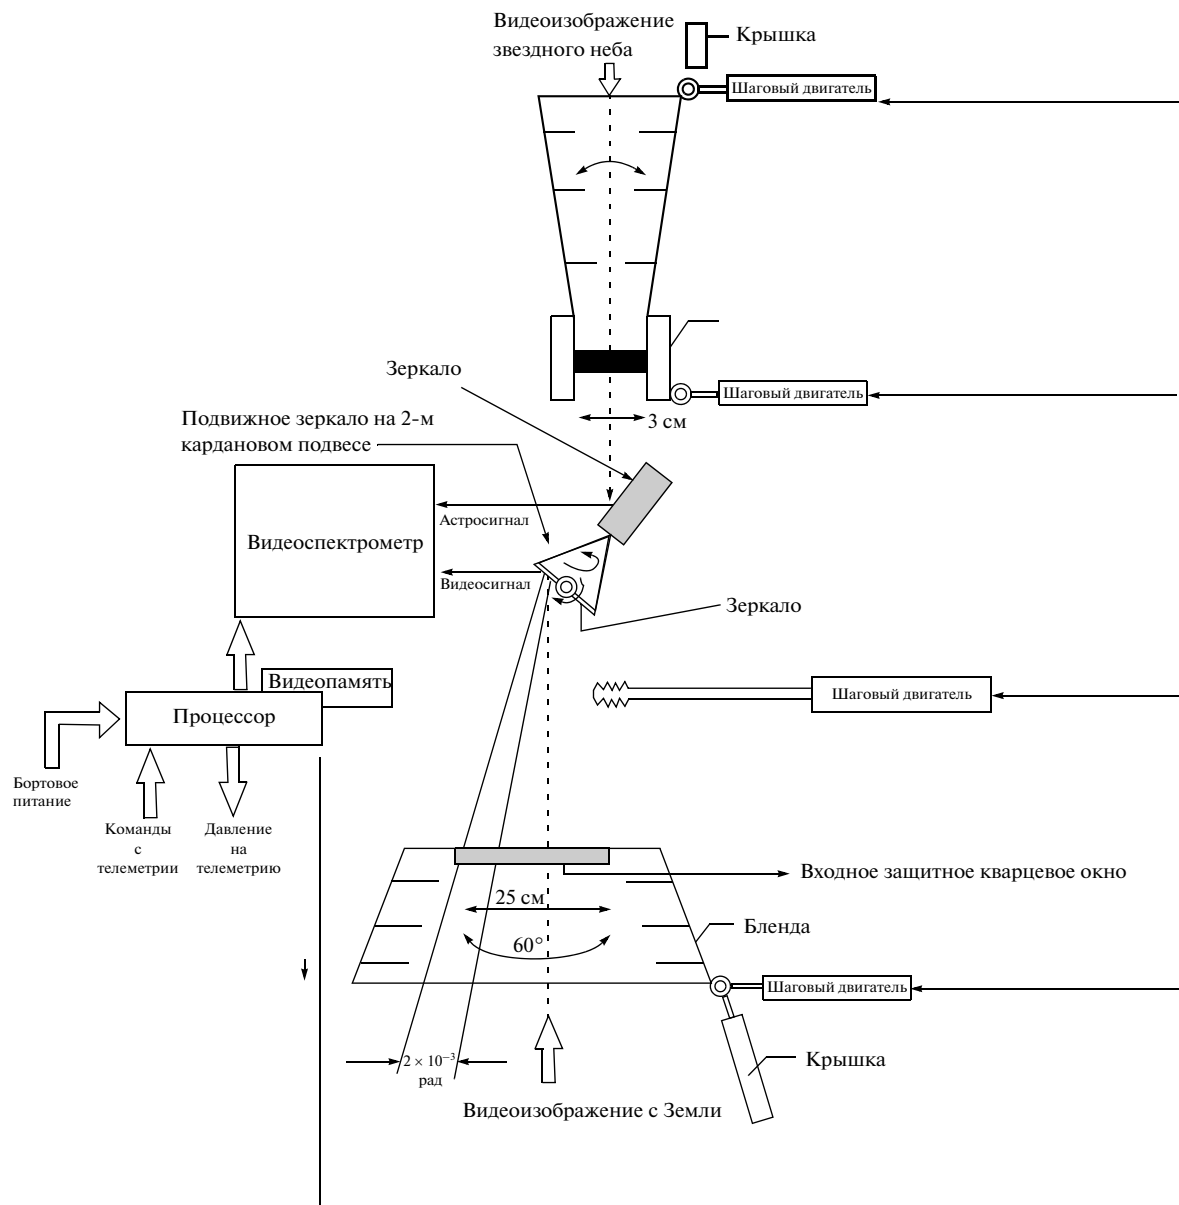 Видеоизображение
звездного неба
Крышка
Шаговый двигатель
Зеркало
Шаговый двигатель
3 см
Подвижное зеркало на 2-м
кардановом подвесе
Астросигнал
Видеоспектрометр
Видеосигнал
Зеркало
Видеопамять
Шаговый двигатель
Процессор
Бортовое
питание
Команды
с
телеметрии
Давление
на
телеметрию
Входное защитное кварцевое окно
25 см
Бленда
60°
Шаговый двигатель
2 × 10⁻³
рад
Крышка
Видеоизображение с Земли